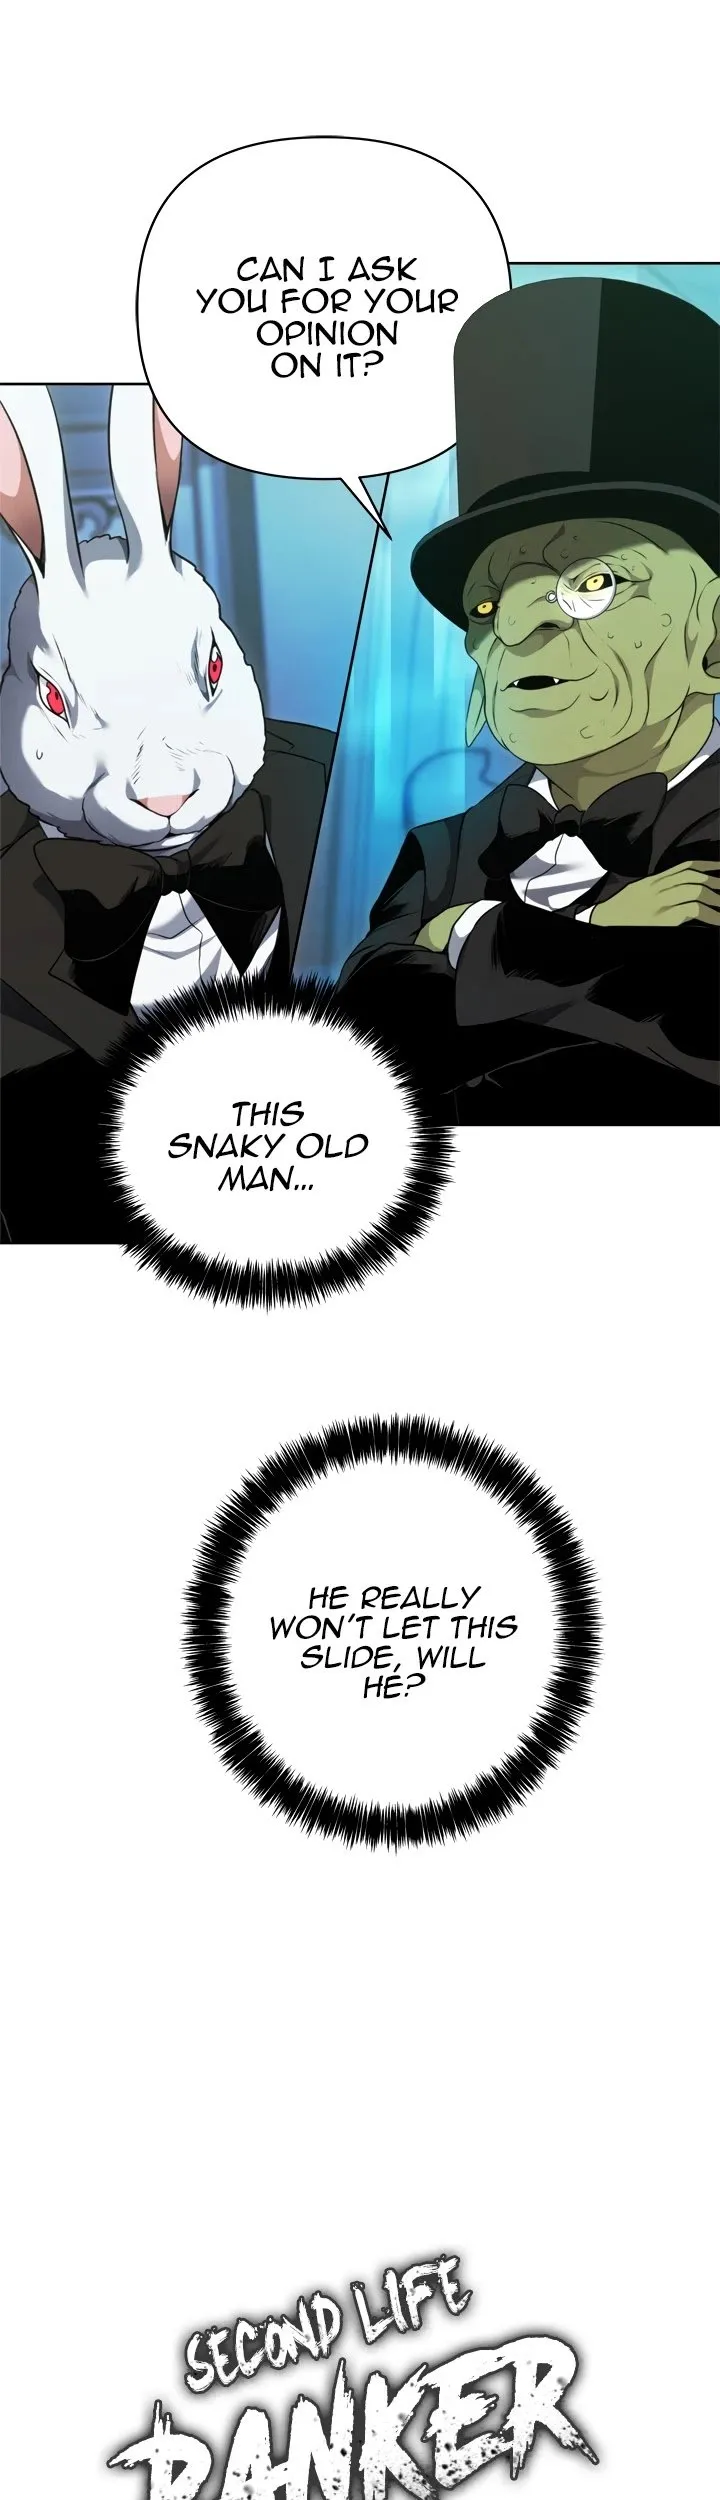 CAN I ASK
YOU FOR YOUR
OPINION
ON IT?
THIS
SNAKY OLD
MAN...
HE REALLY
WON'T LET THIS
SLIDE, WILL
HE?
SECOND LIFE
RANKER